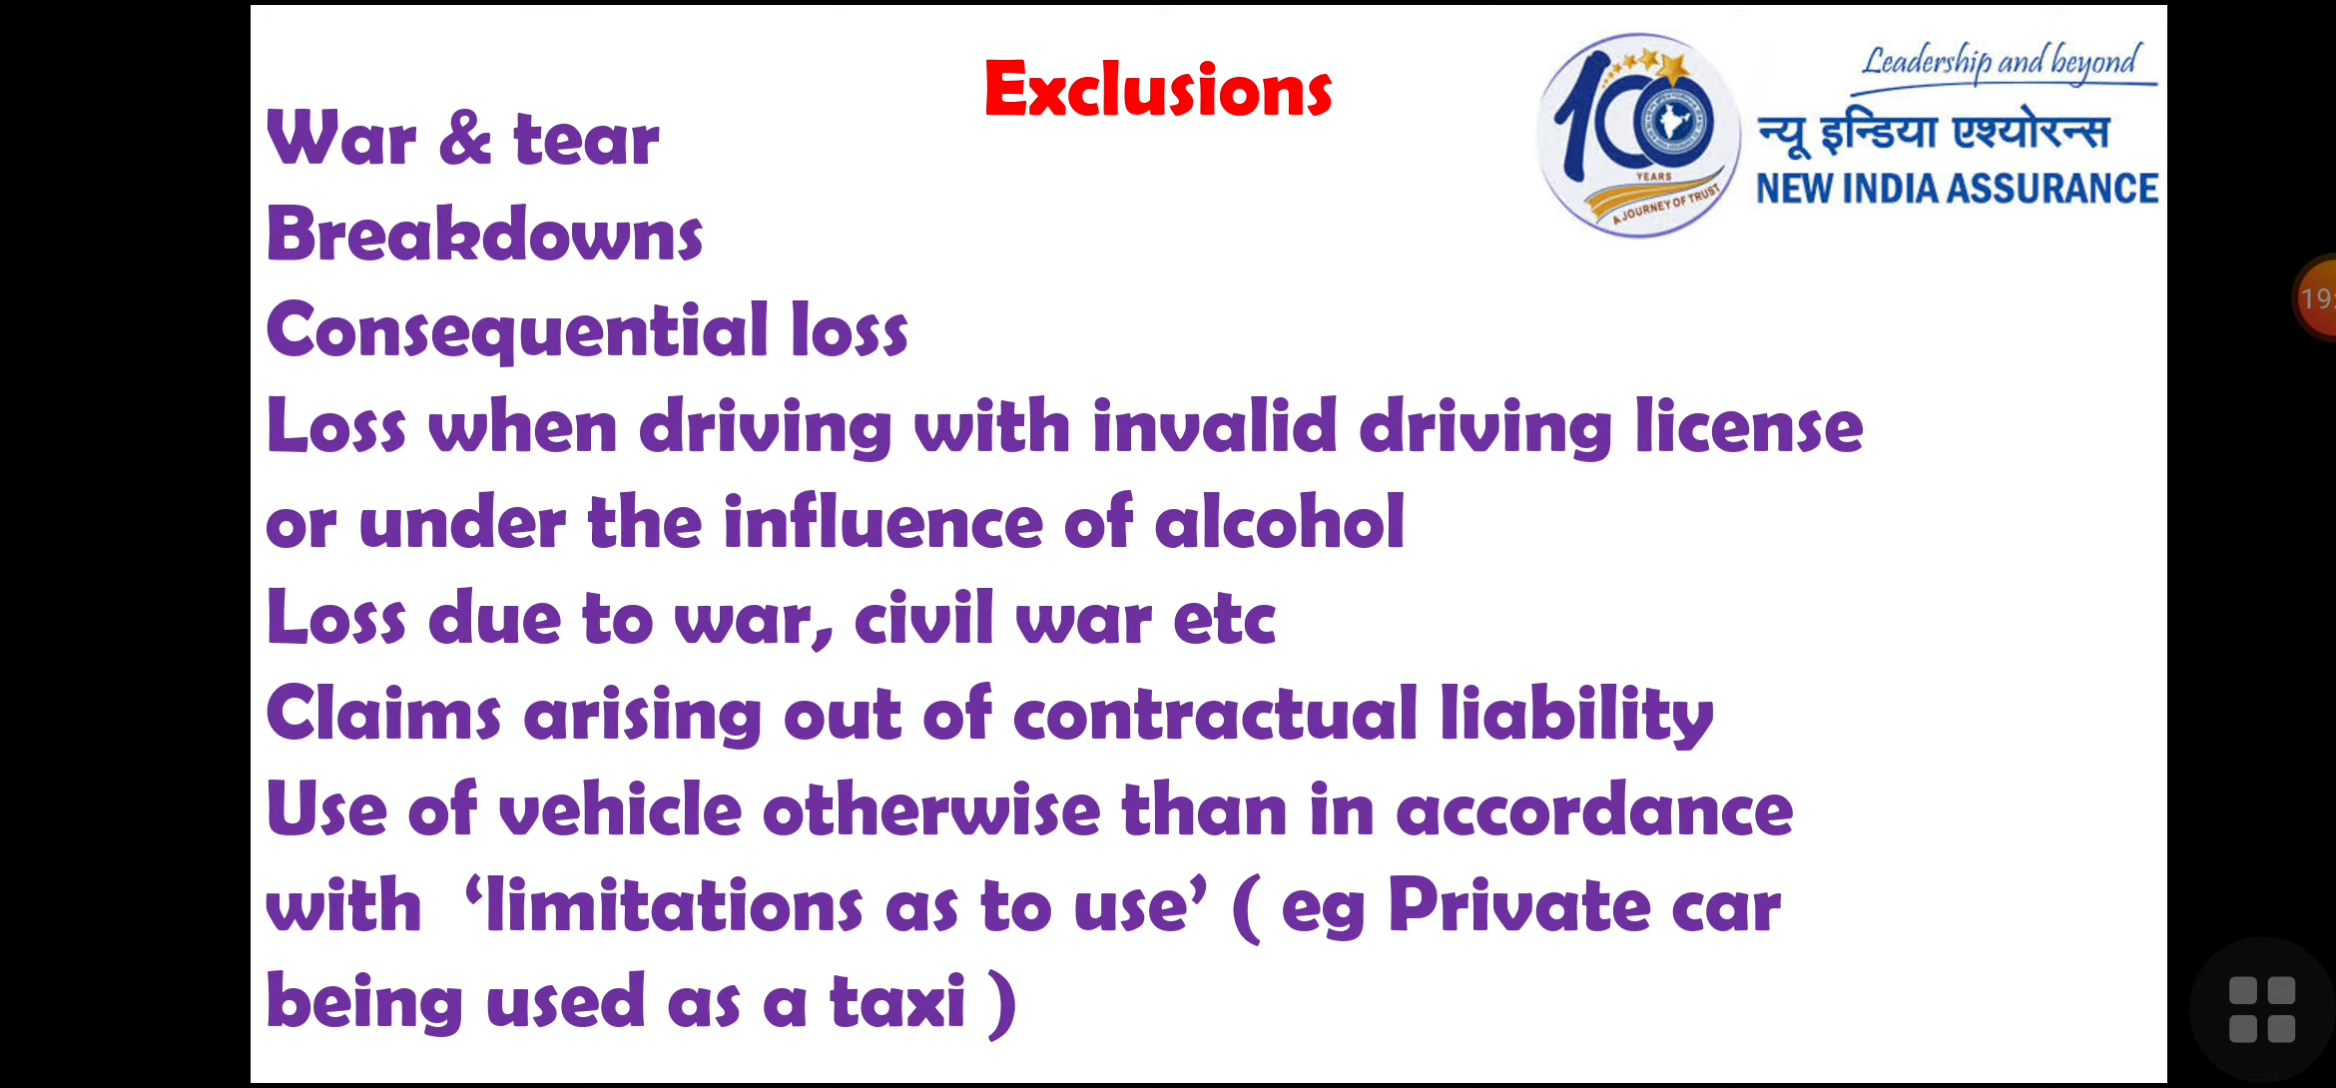 Exclusions
Leadership and beyond
न्यू इन्डिया एश्योरन्स
NEW INDIA ASSURANCE
100
YEARS
A JOURNEY OF TRUST
War & tear
Breakdowns
Consequential loss
Loss when driving with invalid driving license
or under the influence of alcohol
Loss due to war, civil war etc
Claims arising out of contractual liability
Use of vehicle otherwise than in accordance
with ‘limitations as to use’ ( eg Private car
being used as a taxi )
19: